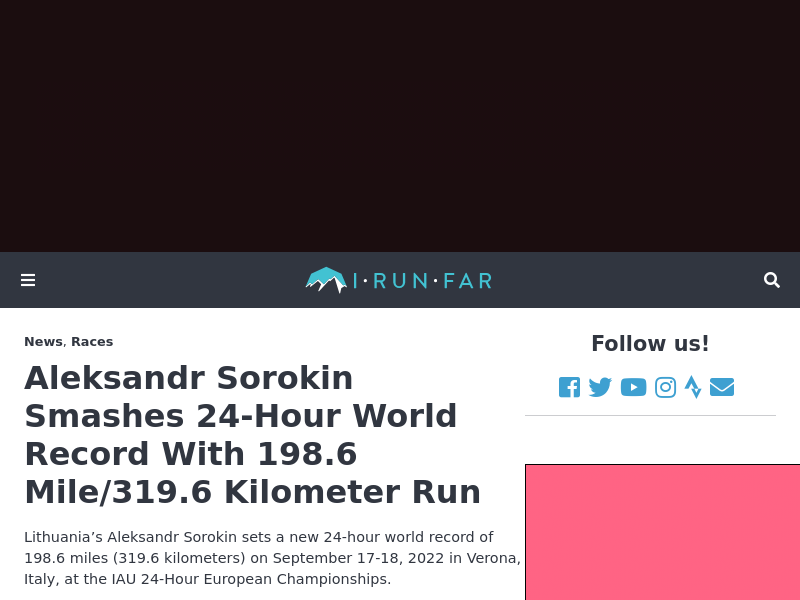 I·RUN·FAR
News, Races
Aleksandr Sorokin
Smashes 24-Hour World
Record With 198.6
Mile/319.6 Kilometer Run
Lithuania’s Aleksandr Sorokin sets a new 24-hour world record of
198.6 miles (319.6 kilometers) on September 17-18, 2022 in Verona,
Italy, at the IAU 24-Hour European Championships.
Follow us!